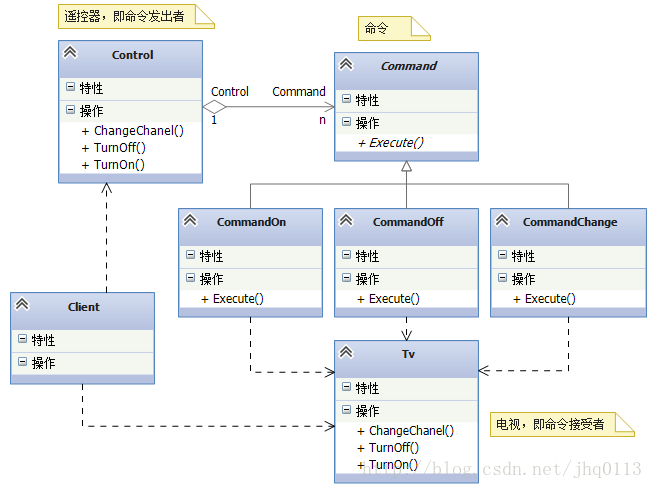 遥控器，即命令发出者
Control
特性
操作
+ ChangeChanel()
+ TurnOff()
+ TurnOn()
Control
1
Command
n
命令
Command
特性
操作
+ Execute()
CommandOn
特性
操作
+ Execute()
CommandOff
特性
操作
+ Execute()
CommandChange
特性
操作
+ Execute()
Client
特性
操作
Tv
特性
操作
+ ChangeChanel()
+ TurnOff()
+ TurnOn()
电视，即命令接受者
http://blog.csdn.net/jhq0113